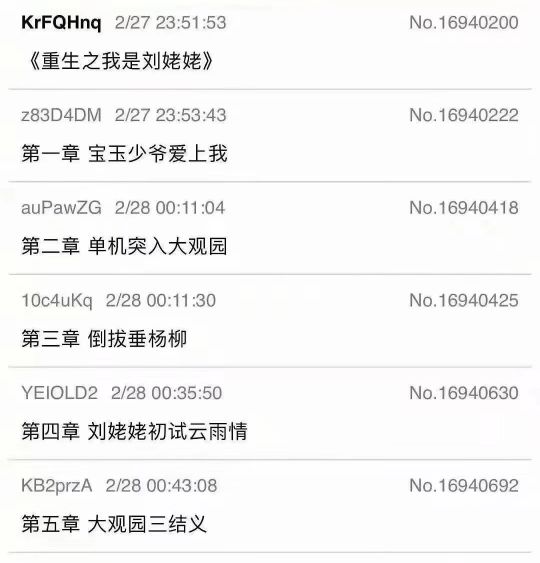 KrFQHnq 2/27 23:51:53 No.16940200
《重生之我是刘姥姥》
z83D4DM 2/27 23:53:43 No.16940222
第一章 宝玉少爷爱上我
auPawZG 2/28 00:11:04 No.16940418
第二章 单机突入大观园
10c4uKq 2/28 00:11:30 No.16940425
第三章 倒拔垂杨柳
YEIOLD2 2/28 00:35:50 No.16940630
第四章 刘姥姥初试云雨情
KB2przA 2/28 00:43:08 No.16940692
第五章 大观园三结义